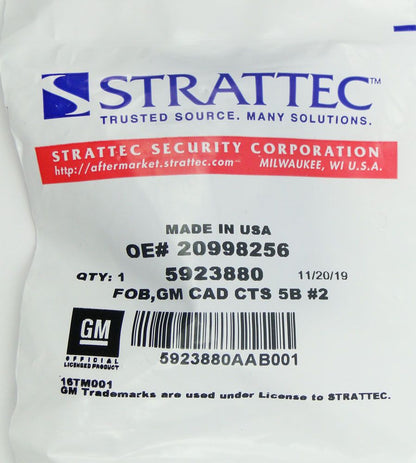 STRATTEC™
TRUSTED SOURCE. MANY SOLUTIONS.
STRATTEC SECURITY CORPORATION
http://aftermarket.strattec.com MILWAUKEE, WI U.S.A.
MADE IN USA
OE# 20998256
QTY: 1 5923880 11/20/19
FOB,GM CAD CTS 5B #2
GM
OFFICIAL
LICENSED PRODUCT
5923880AAB001
16TM001
GM Trademarks are used under License to STRATTEC.